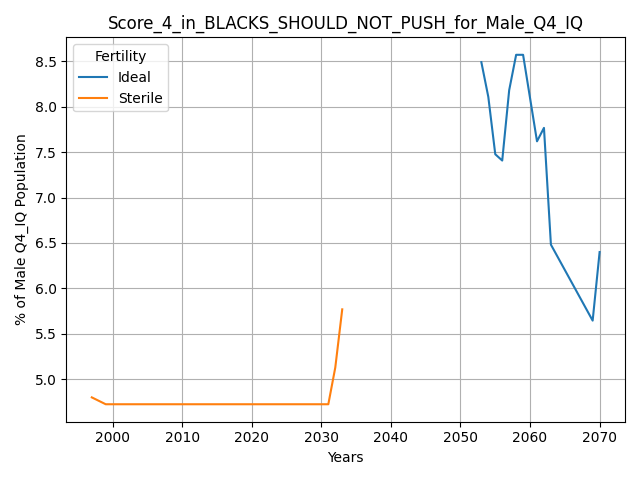 Score_4_in_BLACKS_SHOULD_NOT_PUSH_for_Male_Q4_IQ
Fertility
Ideal
Sterile
% of Male Q4_IQ Population
8.5
8.0
7.5
7.0
6.5
6.0
5.5
5.0
2000 2010 2020 2030 2040 2050 2060 2070
Years